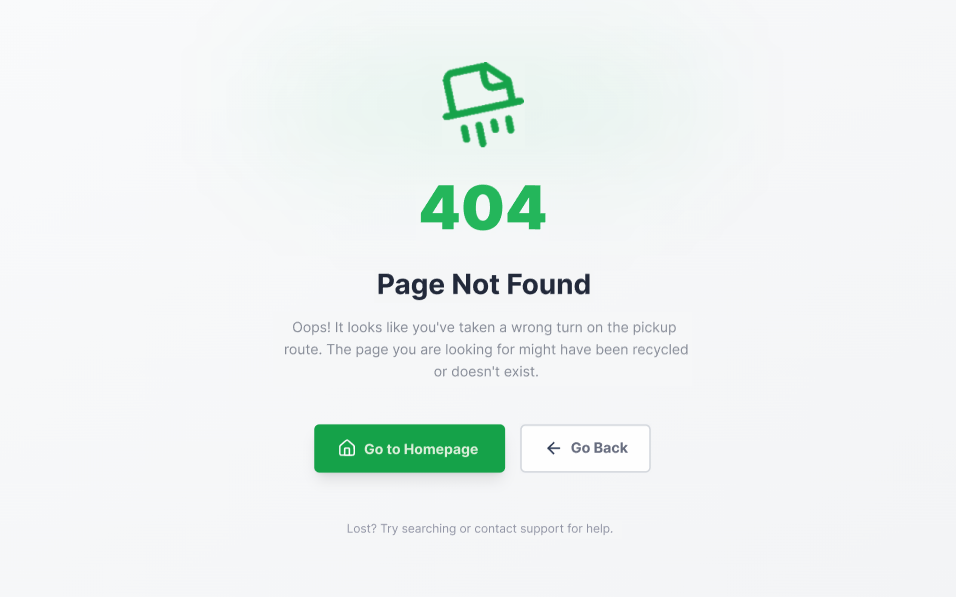 404
Page Not Found
Oops! It looks like you've taken a wrong turn on the pickup
route. The page you are looking for might have been recycled
or doesn't exist.
Go to Homepage
Go Back
Lost? Try searching or contact support for help.